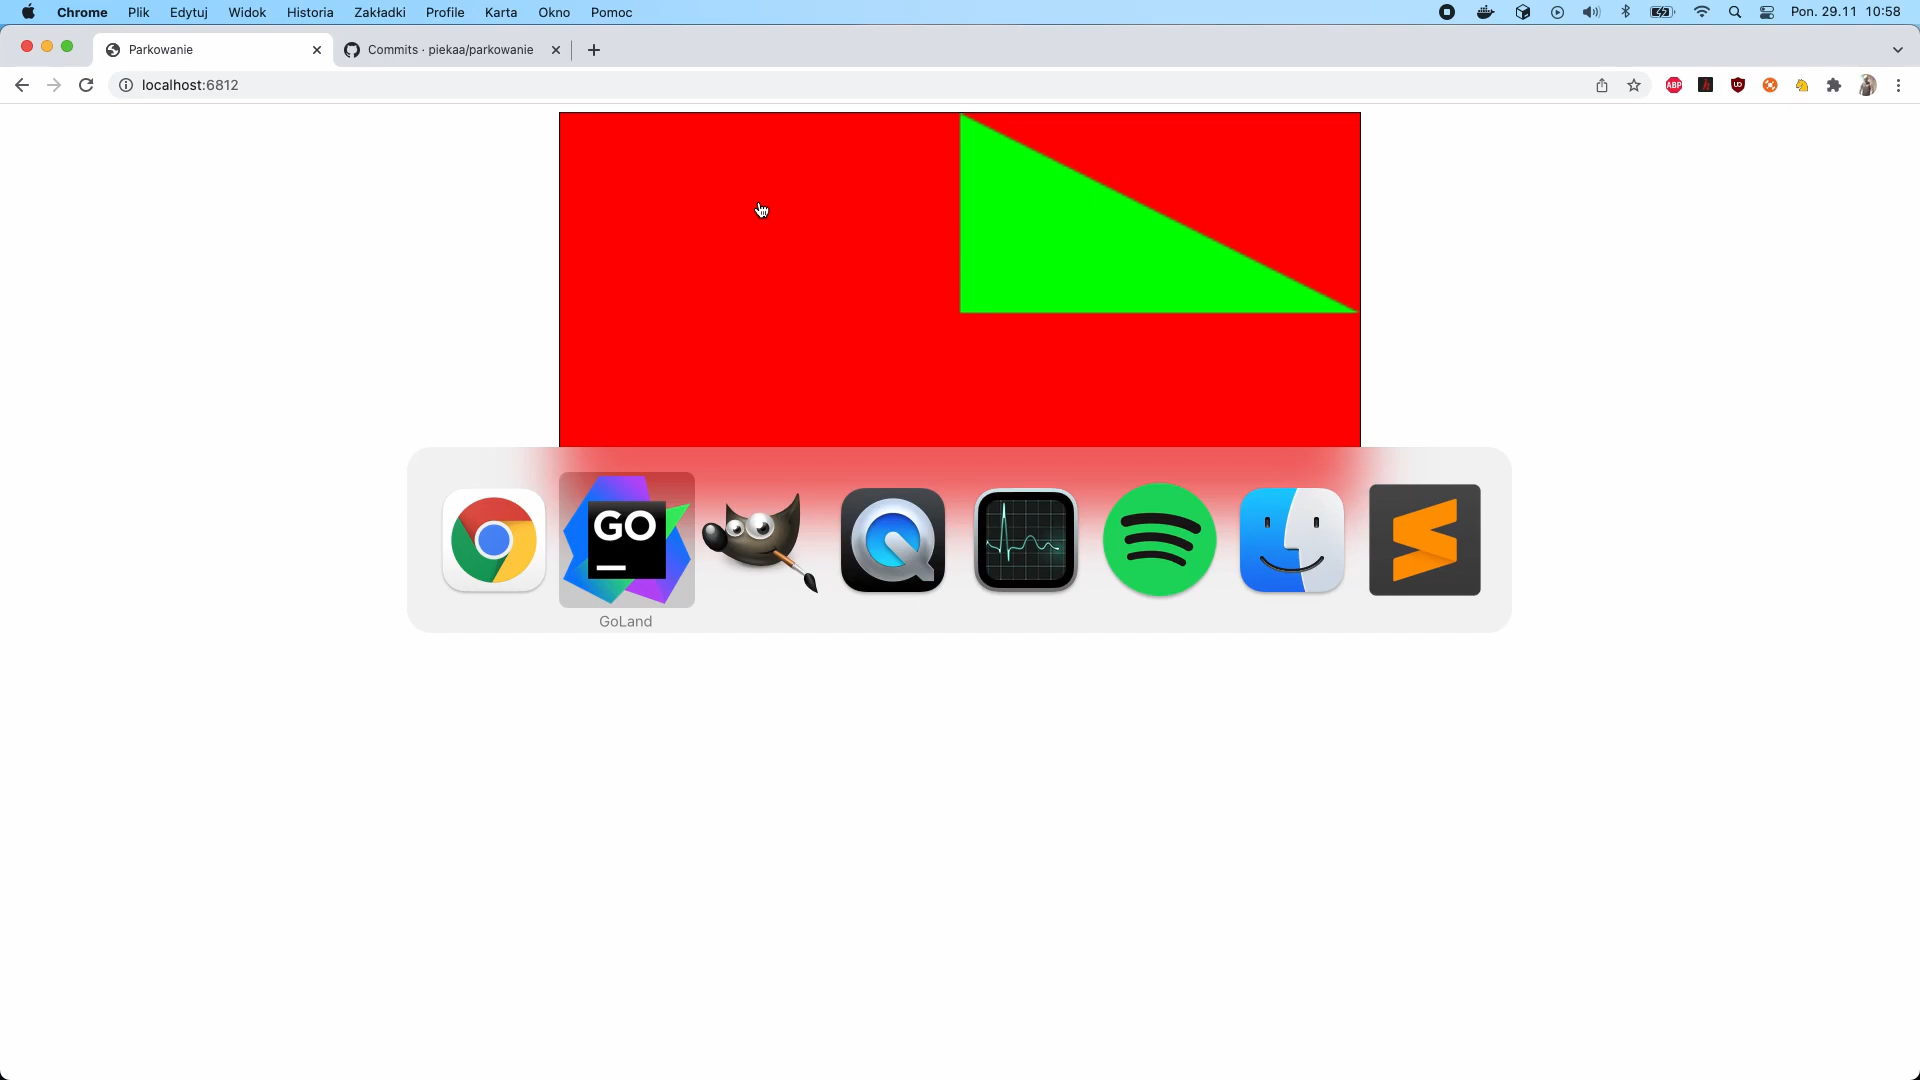 Chrome Plik Edytuj Widok Historia Zakładki Profile Karta Okno Pomoc Pon. 29.11 10:58
Parkowanie Commits · piekaa/parkowanie
localhost:6812 ABP
GO
GoLand